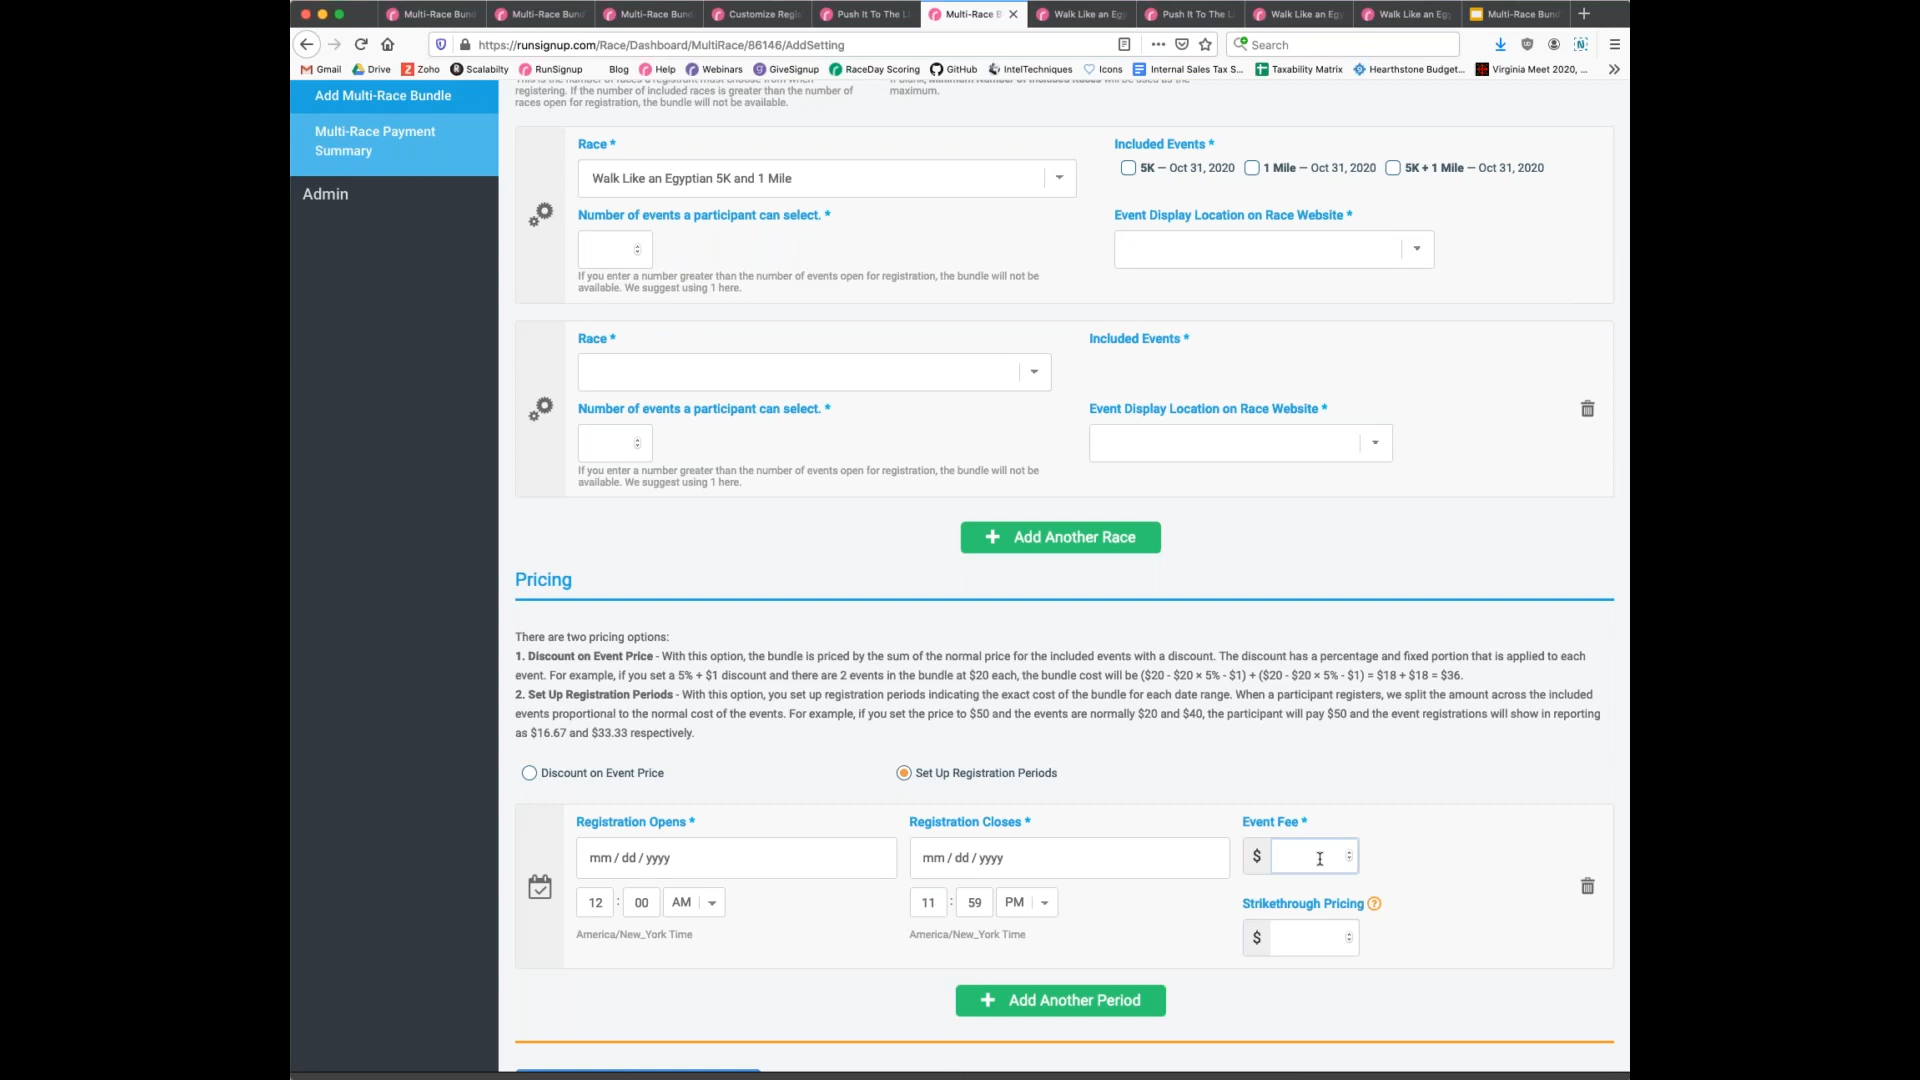 Multi-Race Bund
Multi-Race Bund
Multi-Race Bund
Customize Regis
Push It To The L
Multi-Race B
Walk Like an Egy
Push It To The L
Walk Like an Egy
Walk Like an Egy
Multi-Race Bund
https://runsignup.com/Race/Dashboard/MultiRace/86146/AddSetting
Search
Gmail Drive Zoho Scalabilty RunSignup Blog Help Webinars GiveSignup RaceDay Scoring GitHub IntelTechniques Icons Internal Sales Tax S... Taxability Matrix Hearthstone Budget... Virginia Meet 2020, ...
Add Multi-Race Bundle
Multi-Race Payment
Summary
Admin
registering. If the number of included races is greater than the number of
races open for registration, the bundle will not be available.
maximum.
Race *
Walk Like an Egyptian 5K and 1 Mile
Included Events *
5K — Oct 31, 2020 1 Mile — Oct 31, 2020 5K + 1 Mile — Oct 31, 2020
Number of events a participant can select. *
If you enter a number greater than the number of events open for registration, the bundle will not be
available. We suggest using 1 here.
Event Display Location on Race Website *
Race *
Included Events *
Number of events a participant can select. *
If you enter a number greater than the number of events open for registration, the bundle will not be
available. We suggest using 1 here.
Event Display Location on Race Website *
+ Add Another Race
Pricing
There are two pricing options:
1. Discount on Event Price - With this option, the bundle is priced by the sum of the normal price for the included events with a discount. The discount has a percentage and fixed portion that is applied to each
event. For example, if you set a 5% + $1 discount and there are 2 events in the bundle at $20 each, the bundle cost will be ($20 - $20 × 5% - $1) + ($20 - $20 × 5% - $1) = $18 + $18 = $36.
2. Set Up Registration Periods - With this option, you set up registration periods indicating the exact cost of the bundle for each date range. When a participant registers, we split the amount across the included
events proportional to the normal cost of the events. For example, if you set the price to $50 and the events are normally $20 and $40, the participant will pay $50 and the event registrations will show in reporting
as $16.67 and $33.33 respectively.
Discount on Event Price
Set Up Registration Periods
Registration Opens *
mm / dd / yyyy
12 : 00 AM
America/New_York Time
Registration Closes *
mm / dd / yyyy
11 : 59 PM
America/New_York Time
Event Fee *
$
Strikethrough Pricing ?
$
+ Add Another Period